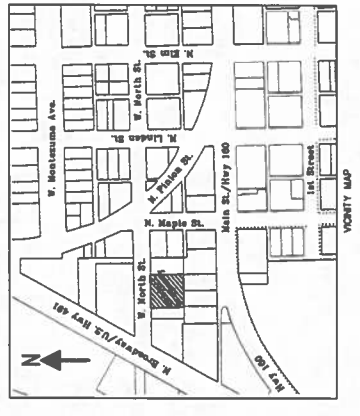 N. Elm St.
W. Montezuma Ave.
W. North St.
N. Linden St.
N. Pinion St.
Main St./Hwy 160
1st Street
N. Maple St.
W. North St.
N. Broadway/U.S. Hwy 491
Hwy 160
N
VICINITY MAP